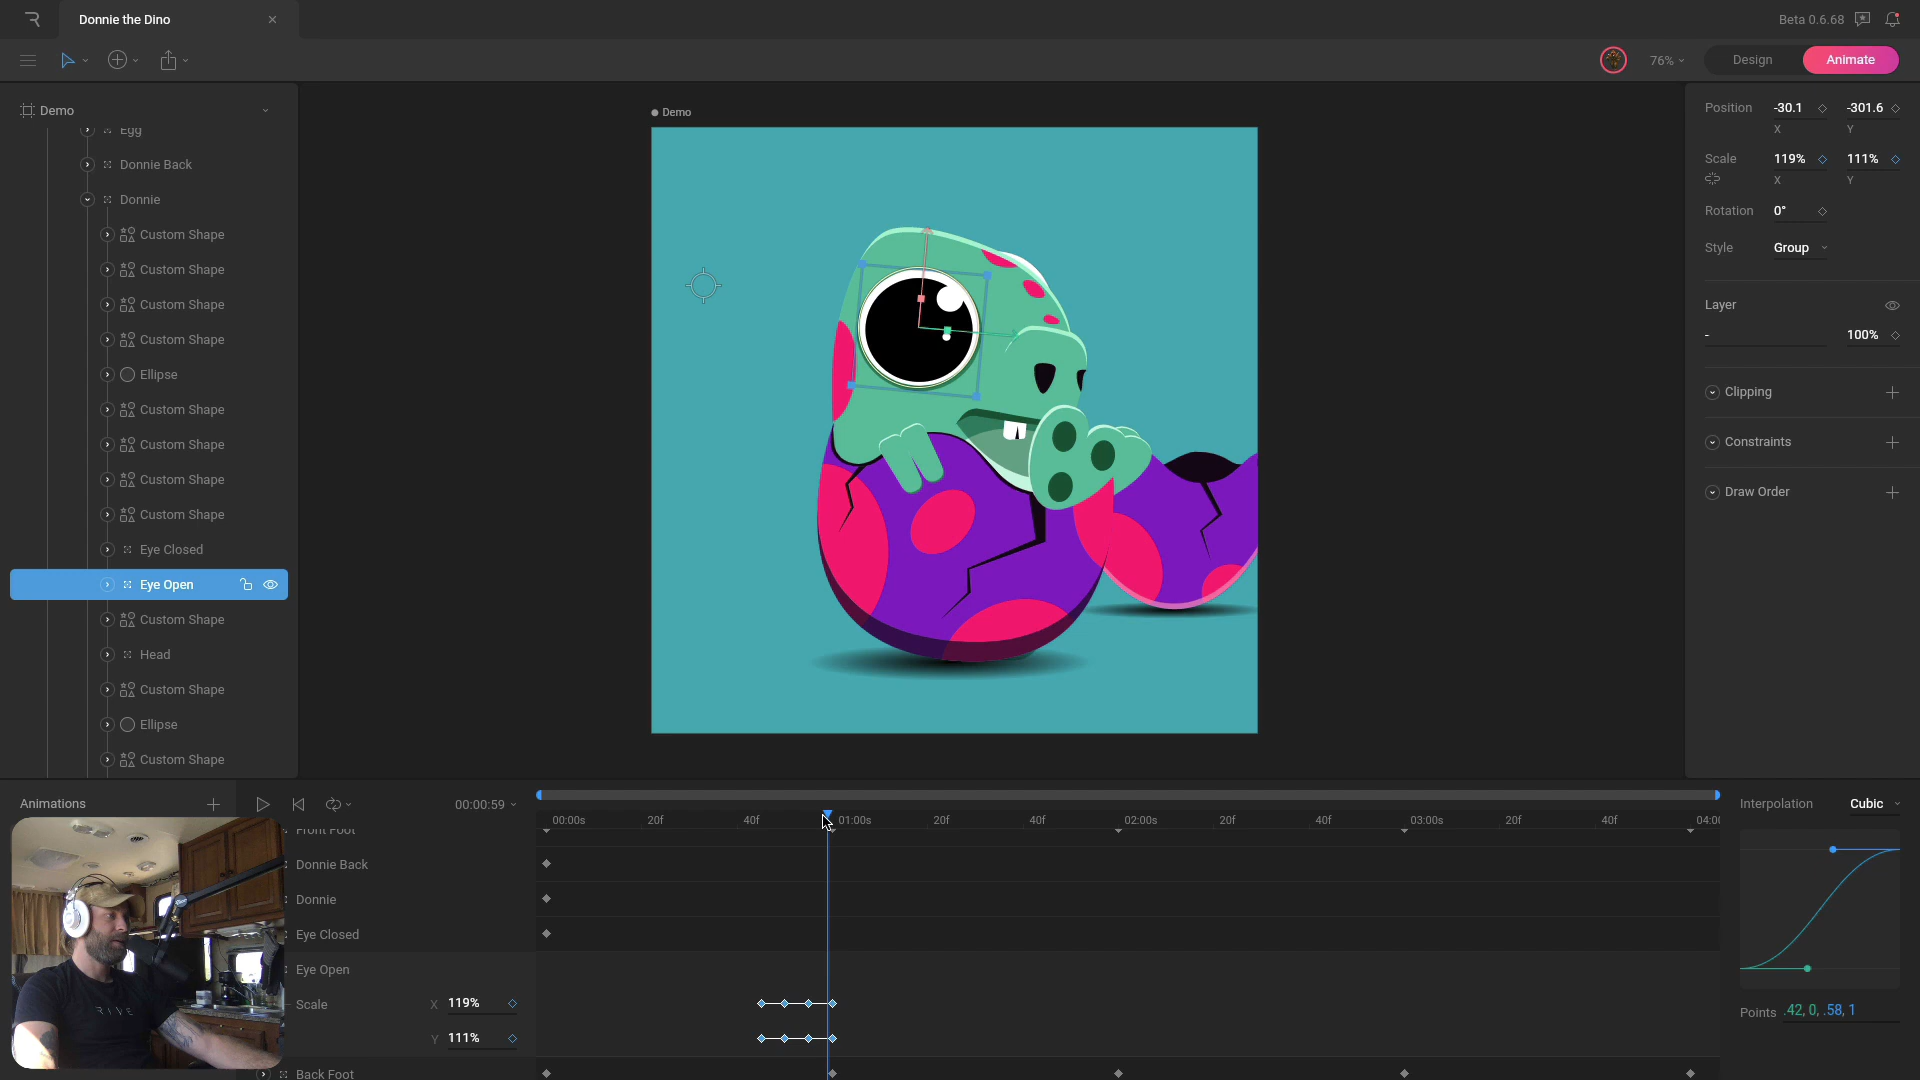 Donnie the Dino
Beta 0.6.68
76%
Design
Animate
Demo
Egg
Donnie Back
Donnie
Custom Shape
Custom Shape
Custom Shape
Custom Shape
Ellipse
Custom Shape
Custom Shape
Custom Shape
Custom Shape
Eye Closed
Eye Open
Custom Shape
Head
Custom Shape
Ellipse
Custom Shape
Demo
Position -30.1 -301.6
X Y
Scale 119% 111%
X Y
Rotation 0°
Style Group
Layer
- 100%
Clipping
Constraints
Draw Order
Animations
00:00:59
00:00s 20f 40f 01:00s 20f 40f 02:00s 20f 40f 03:00s 20f 40f 04:00
Front Foot
Donnie Back
Donnie
Eye Closed
Eye Open
Scale X 119%
Y 111%
Back Foot
Interpolation Cubic
Points .42, 0, .58, 1
RIVE